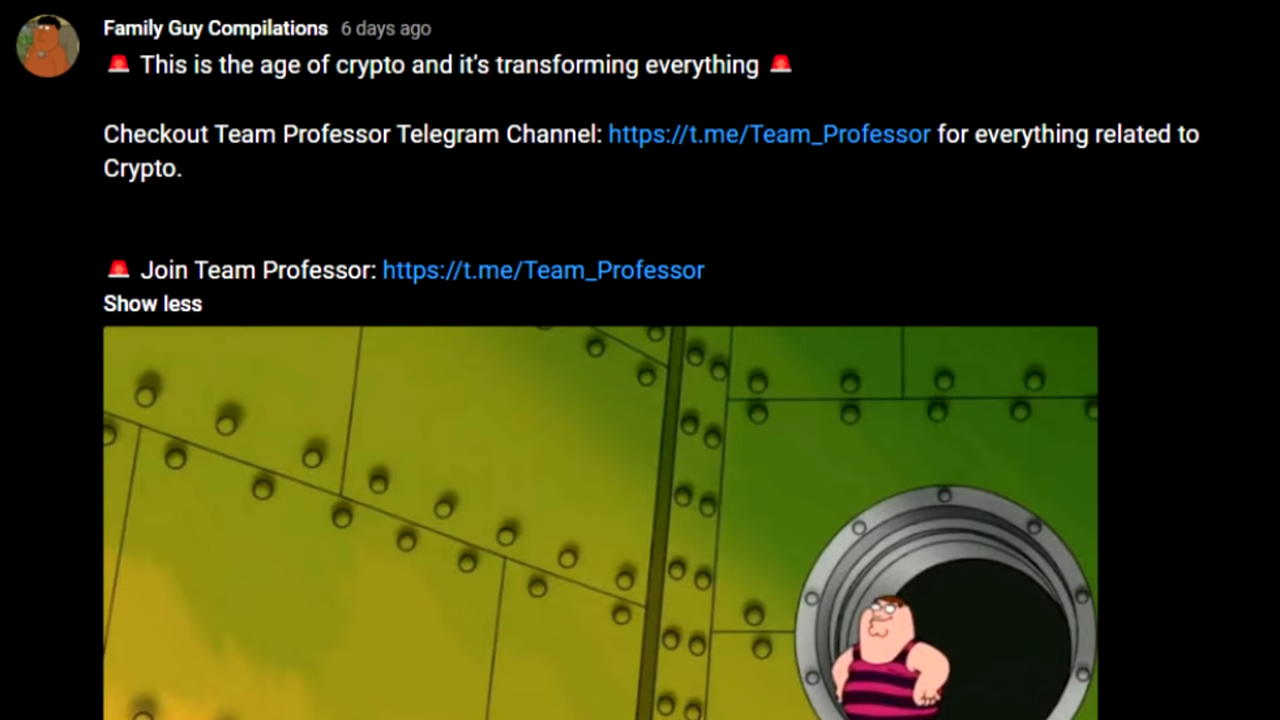 Family Guy Compilations 6 days ago
🚨 This is the age of crypto and it's transforming everything 🚨
Checkout Team Professor Telegram Channel: https://t.me/Team_Professor for everything related to
Crypto.
🚨 Join Team Professor: https://t.me/Team_Professor
Show less